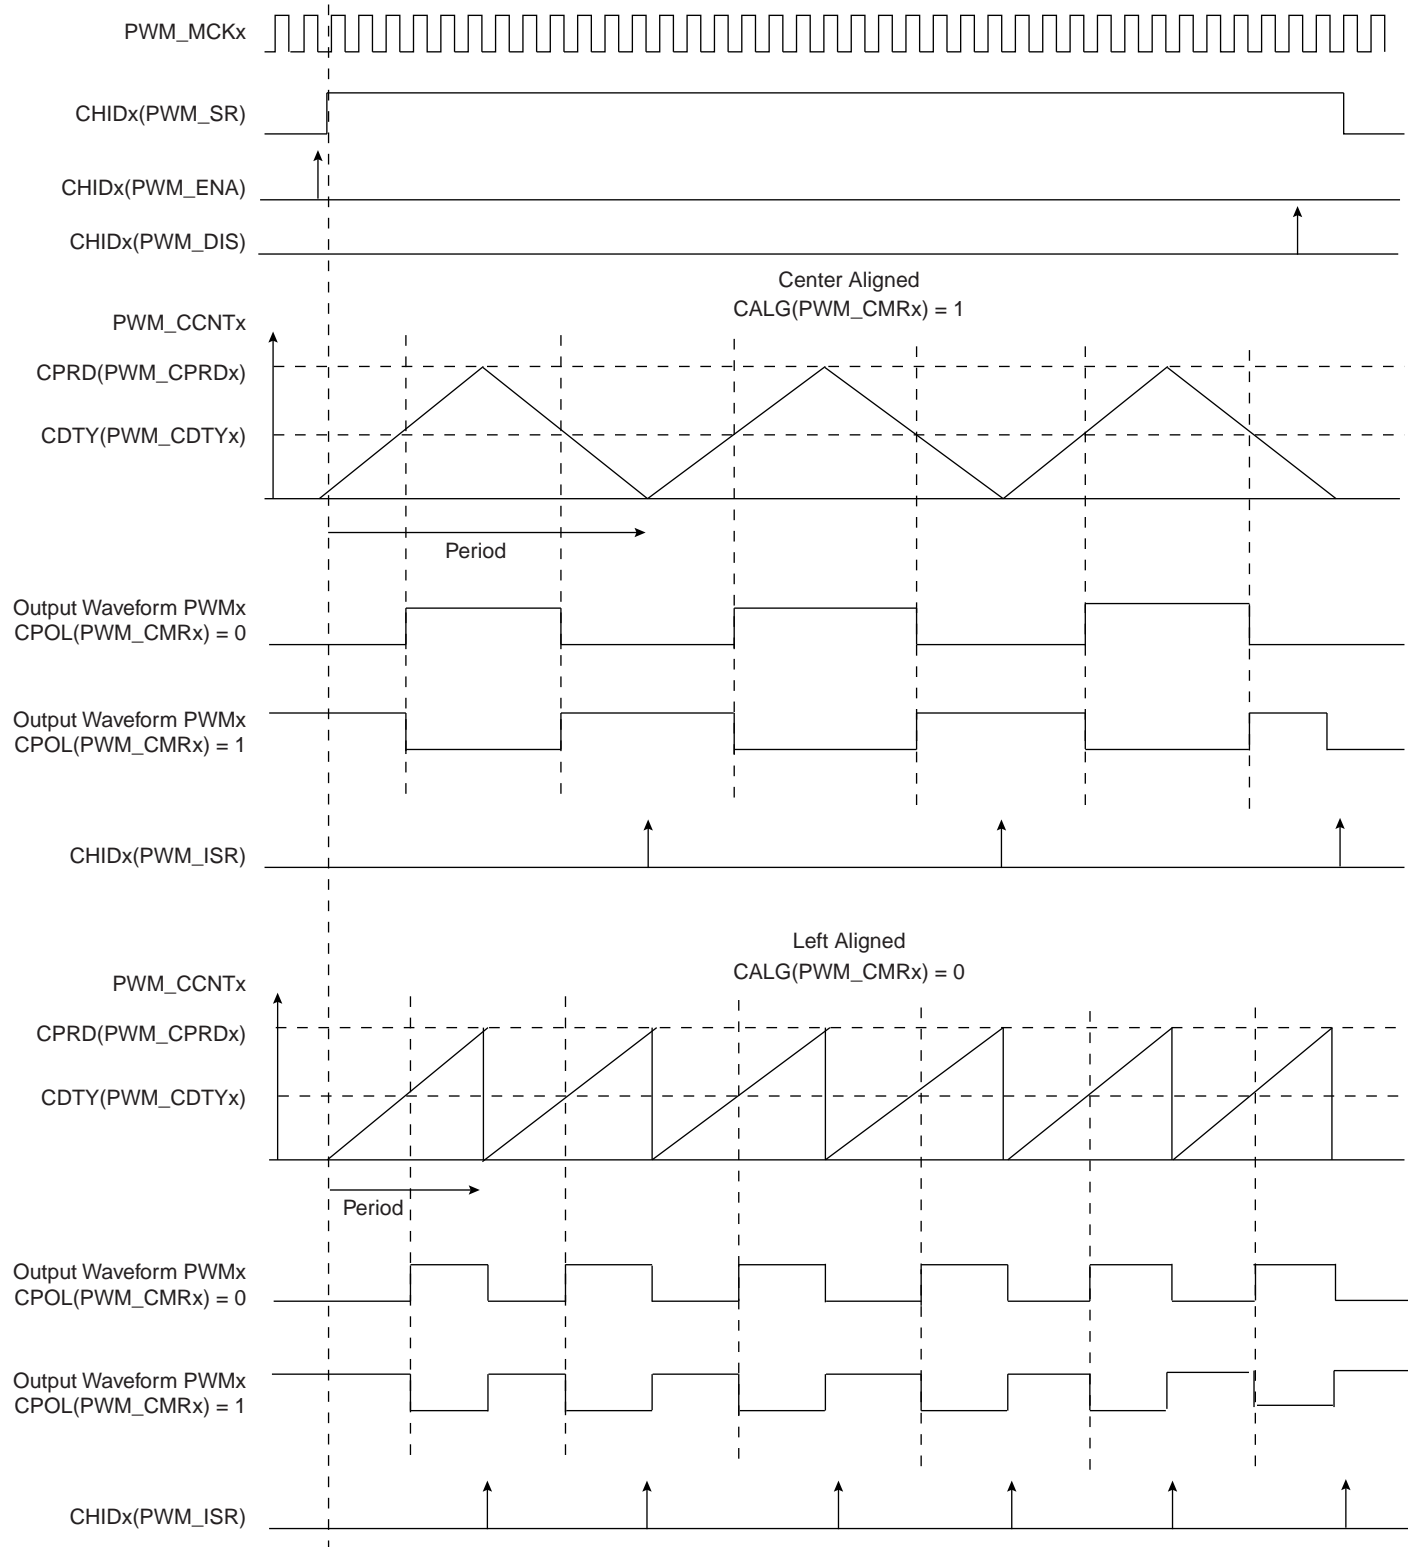 PWM_MCKx
CHIDx(PWM_SR)
CHIDx(PWM_ENA)
CHIDx(PWM_DIS)
Center Aligned
CALG(PWM_CMRx) = 1
PWM_CCNTx
CPRD(PWM_CPRDx)
CDTY(PWM_CDTYx)
Period
Output Waveform PWMx
CPOL(PWM_CMRx) = 0
Output Waveform PWMx
CPOL(PWM_CMRx) = 1
CHIDx(PWM_ISR)
Left Aligned
CALG(PWM_CMRx) = 0
PWM_CCNTx
CPRD(PWM_CPRDx)
CDTY(PWM_CDTYx)
Period
Output Waveform PWMx
CPOL(PWM_CMRx) = 0
Output Waveform PWMx
CPOL(PWM_CMRx) = 1
CHIDx(PWM_ISR)